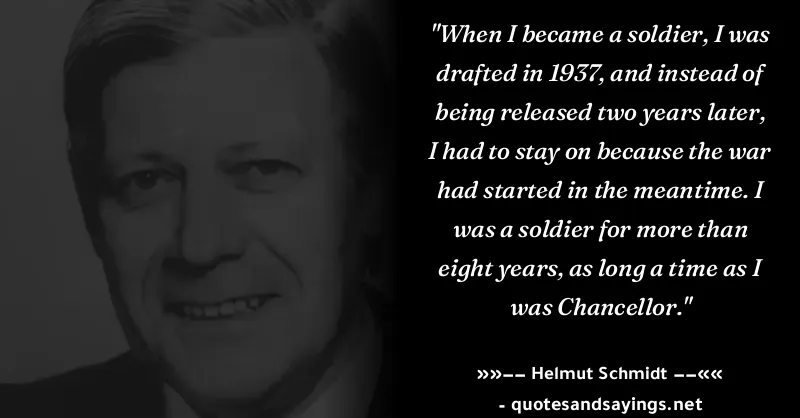 "When I became a soldier, I was
drafted in 1937, and instead of
being released two years later,
I had to stay on because the war
had started in the meantime. I
was a soldier for more than
eight years, as long a time as I
was Chancellor."
»»–– Helmut Schmidt ––««
- quotesandsayings.net